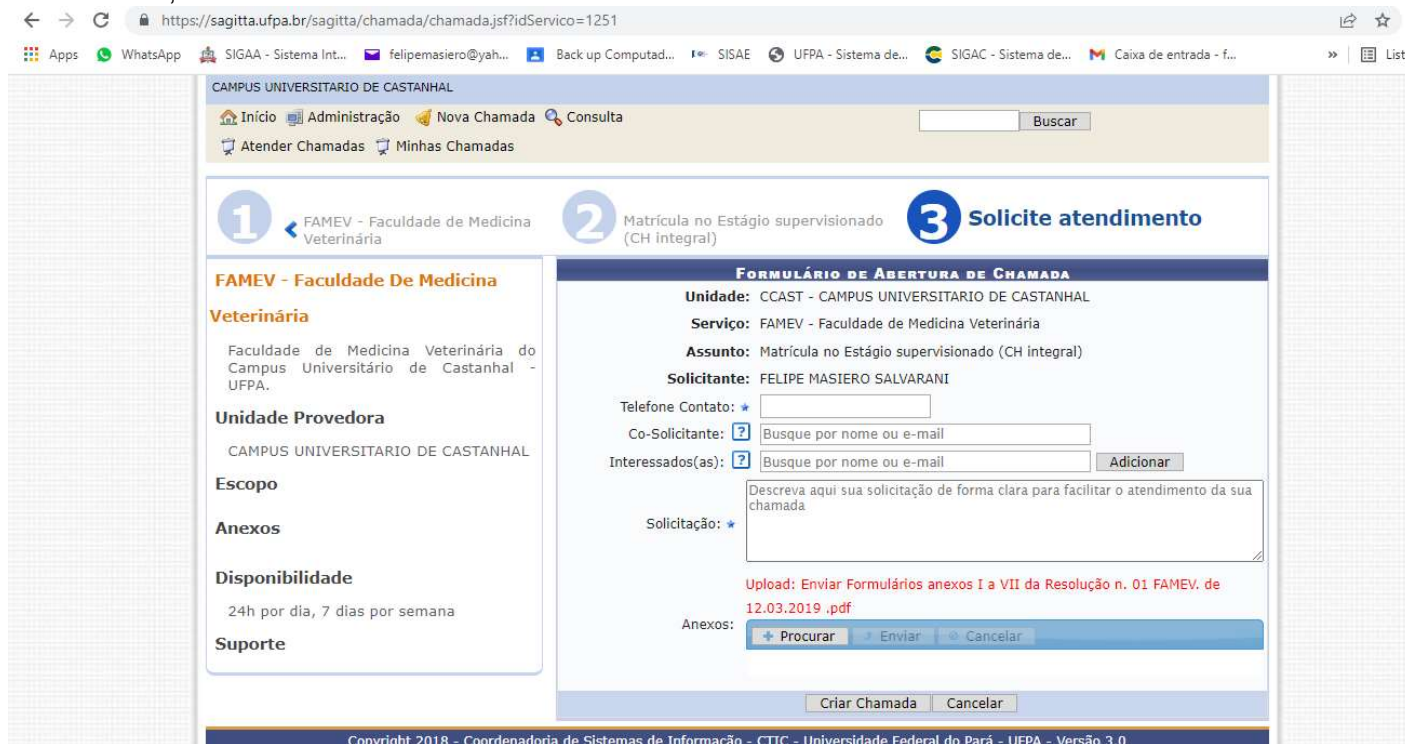 https://sagitta.ufpa.br/sagitta/chamada/chamada.jsf?idServico=1251
Apps WhatsApp SIGAA - Sistema Int... felipemasiero@yah... Back up Computad... SISAE UFPA - Sistema de... SIGAC - Sistema de... Caixa de entrada - f... » List
CAMPUS UNIVERSITARIO DE CASTANHAL
Início Administração Nova Chamada Consulta Buscar
Atender Chamadas Minhas Chamadas
1 FAMEV - Faculdade de Medicina
Veterinária
2 Matrícula no Estágio supervisionado
(CH integral)
3 Solicite atendimento
FAMEV - Faculdade De Medicina
Veterinária
Faculdade de Medicina Veterinária do
Campus Universitário de Castanhal -
UFPA.
Unidade Provedora
CAMPUS UNIVERSITARIO DE CASTANHAL
Escopo
Anexos
Disponibilidade
24h por dia, 7 dias por semana
Suporte
FORMULÁRIO DE ABERTURA DE CHAMADA
Unidade: CCAST - CAMPUS UNIVERSITARIO DE CASTANHAL
Serviço: FAMEV - Faculdade de Medicina Veterinária
Assunto: Matrícula no Estágio supervisionado (CH integral)
Solicitante: FELIPE MASIERO SALVARANI
Telefone Contato:
Co-Solicitante: ? Busque por nome ou e-mail
Interessados(as): ? Busque por nome ou e-mail Adicionar
Solicitação: Descreva aqui sua solicitação de forma clara para facilitar o atendimento da sua
chamada
Upload: Enviar Formulários anexos I a VII da Resolução n. 01 FAMEV. de
12.03.2019 .pdf
Anexos:
+ Procurar Enviar Cancelar
Criar Chamada Cancelar
Copyright 2018 - Coordenadoria de Sistemas de Informação - CTIC - Universidade Federal do Pará - UFPA - Versão 3.0